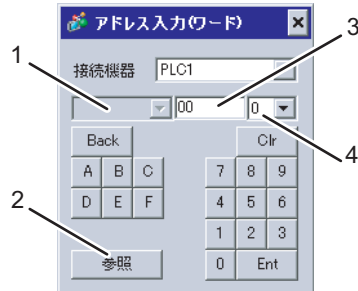 アドレス入力(ワード)
1
3
接続機器 PLC1
00 0
Back Clr
4
A B C 7 8 9
D E F 4 5 6
2
1 2 3
参照 0 Ent